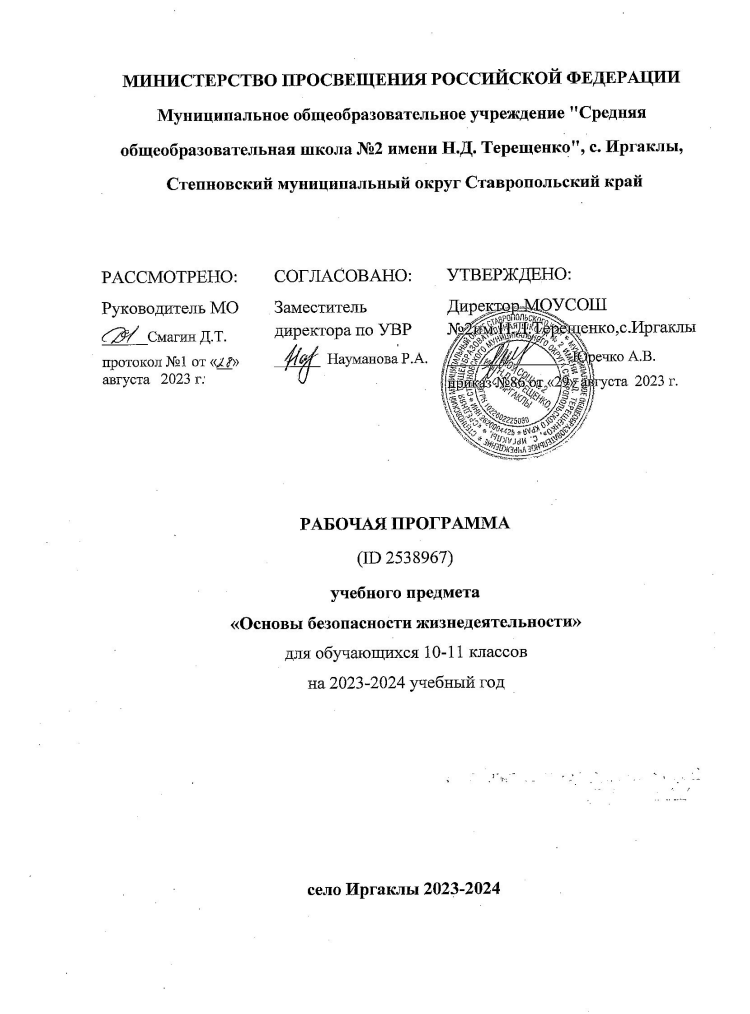 МИНИСТЕРСТВО ПРОСВЕЩЕНИЯ РОССИЙСКОЙ ФЕДЕРАЦИИ
Муниципальное общеобразовательное учреждение "Средняя
общеобразовательная школа №2 имени Н.Д. Терещенко", с. Иргаклы,
Степновский муниципальный округ Ставропольский край
РАССМОТРЕНО:
Руководитель МО
Смагин Д.Т.
протокол №1 от «28»
августа 2023 г.
СОГЛАСОВАНО:
Заместитель
директора по УВР
Науманова Р.А.
УТВЕРЖДЕНО:
Директор МОУСОШ
№2им.Н.Д.Терещенко,с.Иргаклы
Юречко А.В.
приказ №86 от «29» августа 2023 г.
РАБОЧАЯ ПРОГРАММА
(ID 2538967)
учебного предмета
«Основы безопасности жизнедеятельности»
для обучающихся 10-11 классов
на 2023-2024 учебный год
село Иргаклы 2023-2024